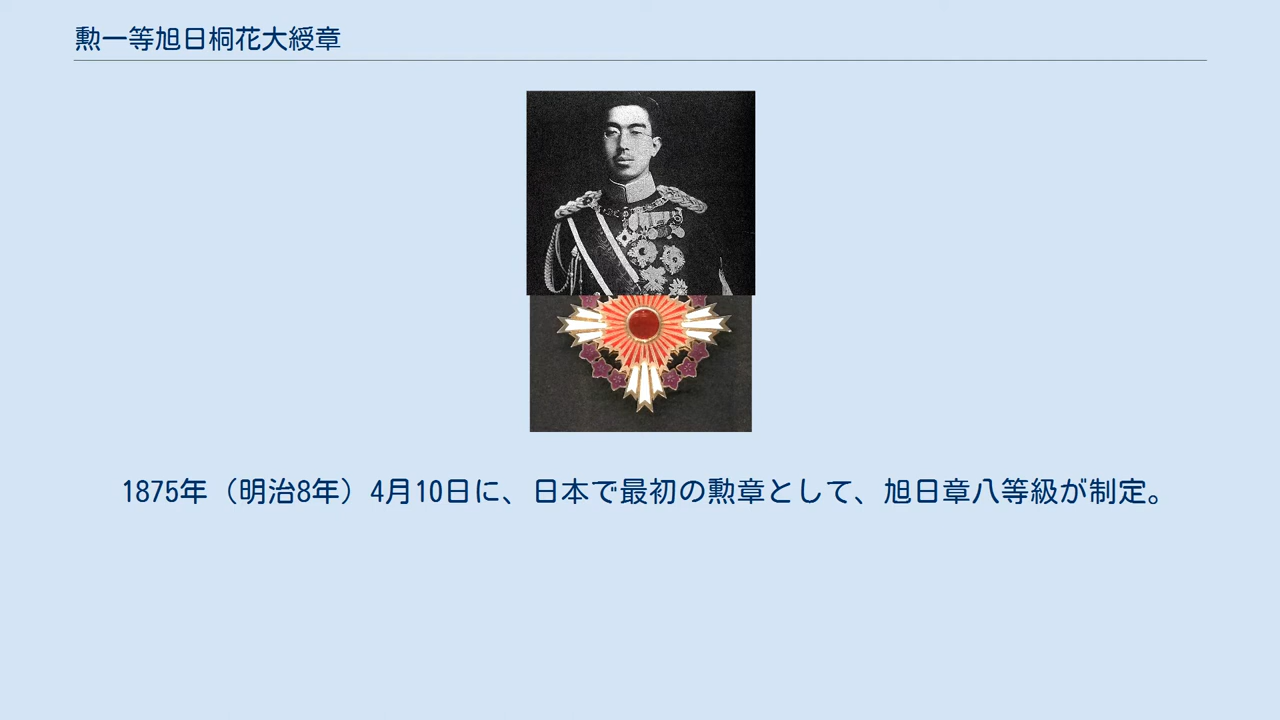 勲一等旭日桐花大綬章
1875年（明治8年）4月10日に、日本で最初の勲章として、旭日章八等級が制定。